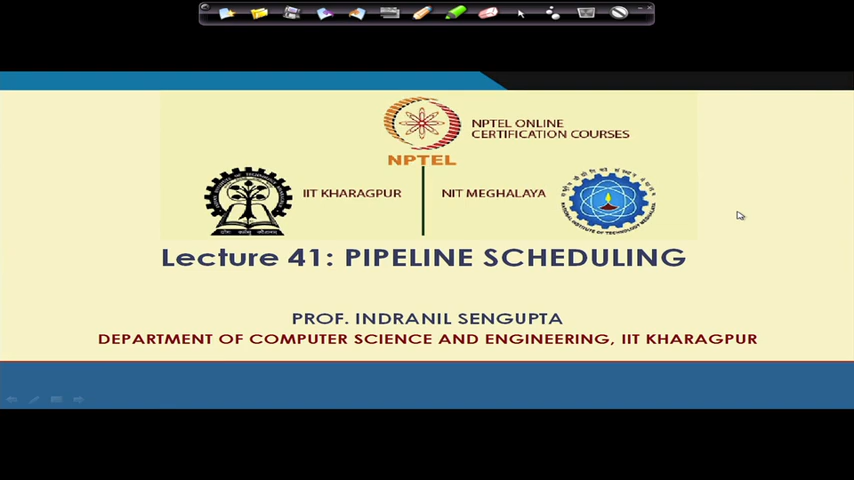 NPTEL ONLINE
CERTIFICATION COURSES
NPTEL
IIT KHARAGPUR
NIT MEGHALAYA
Lecture 41: PIPELINE SCHEDULING
PROF. INDRANIL SENGUPTA
DEPARTMENT OF COMPUTER SCIENCE AND ENGINEERING, IIT KHARAGPUR